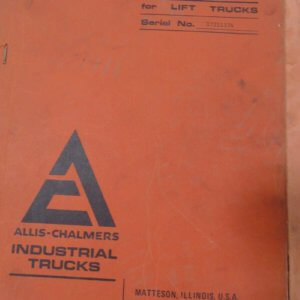 for LIFT TRUCKS
Serial No.
ALLIS-CHALMERS
INDUSTRIAL
TRUCKS
MATTESON, ILLINOIS, U.S.A.